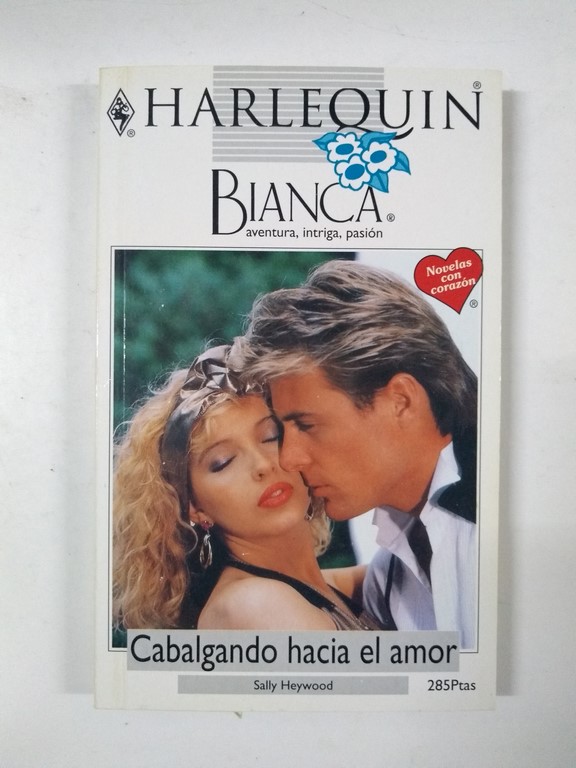 HARLEQUIN®
®
BIANCA®
aventura, intriga, pasión
Novelas
con
corazón
®
Cabalgando hacia el amor
Sally Heywood
285Ptas